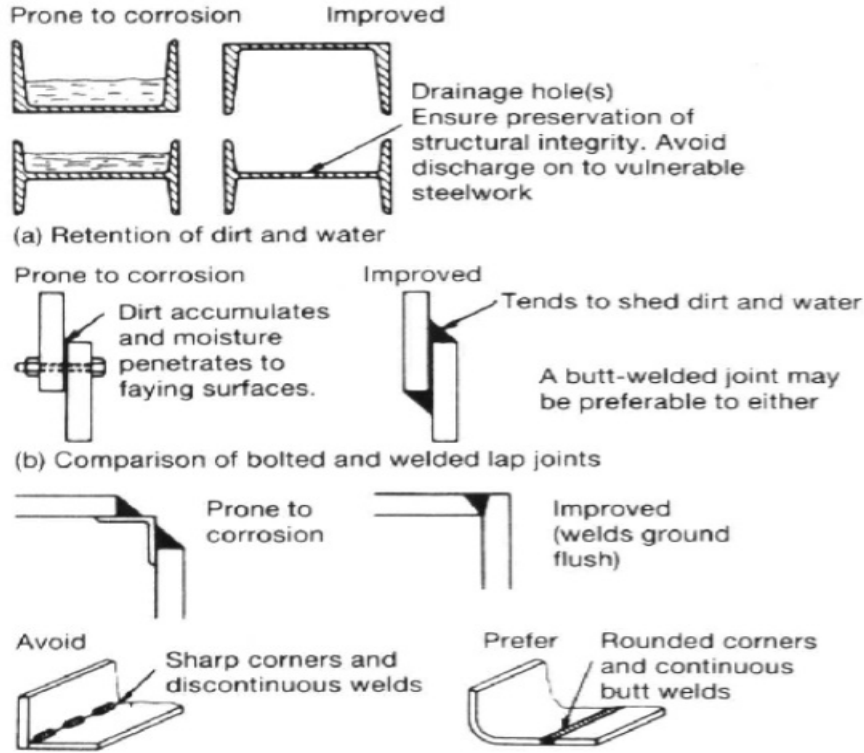 Prone to corrosion
Improved
Drainage hole(s)
Ensure preservation of
structural integrity. Avoid
discharge on to vulnerable
steelwork
(a) Retention of dirt and water
Prone to corrosion
Improved
Dirt accumulates
and moisture
penetrates to
faying surfaces.
Tends to shed dirt and water
A butt-welded joint may
be preferable to either
(b) Comparison of bolted and welded lap joints
Prone to
corrosion
Improved
(welds ground
flush)
Avoid
Sharp corners and
discontinuous welds
Prefer
Rounded corners
and continuous
butt welds